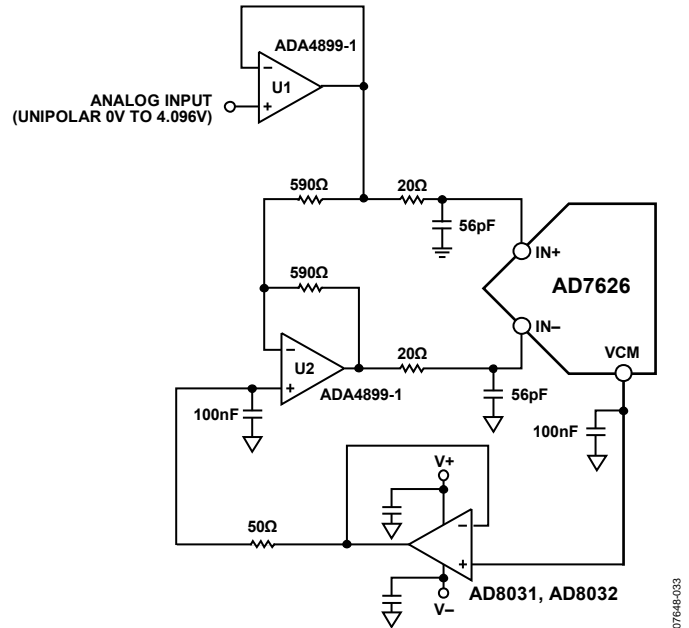 ADA4899-1
−
U1
+
ANALOG INPUT
(UNIPOLAR 0V TO 4.096V)
590Ω
20Ω
56pF
IN+
AD7626
590Ω
IN–
20Ω
VCM
−
U2
+
ADA4899-1
56pF
100nF
100nF
V+
−
50Ω
+
AD8031, AD8032
V–
07648-033